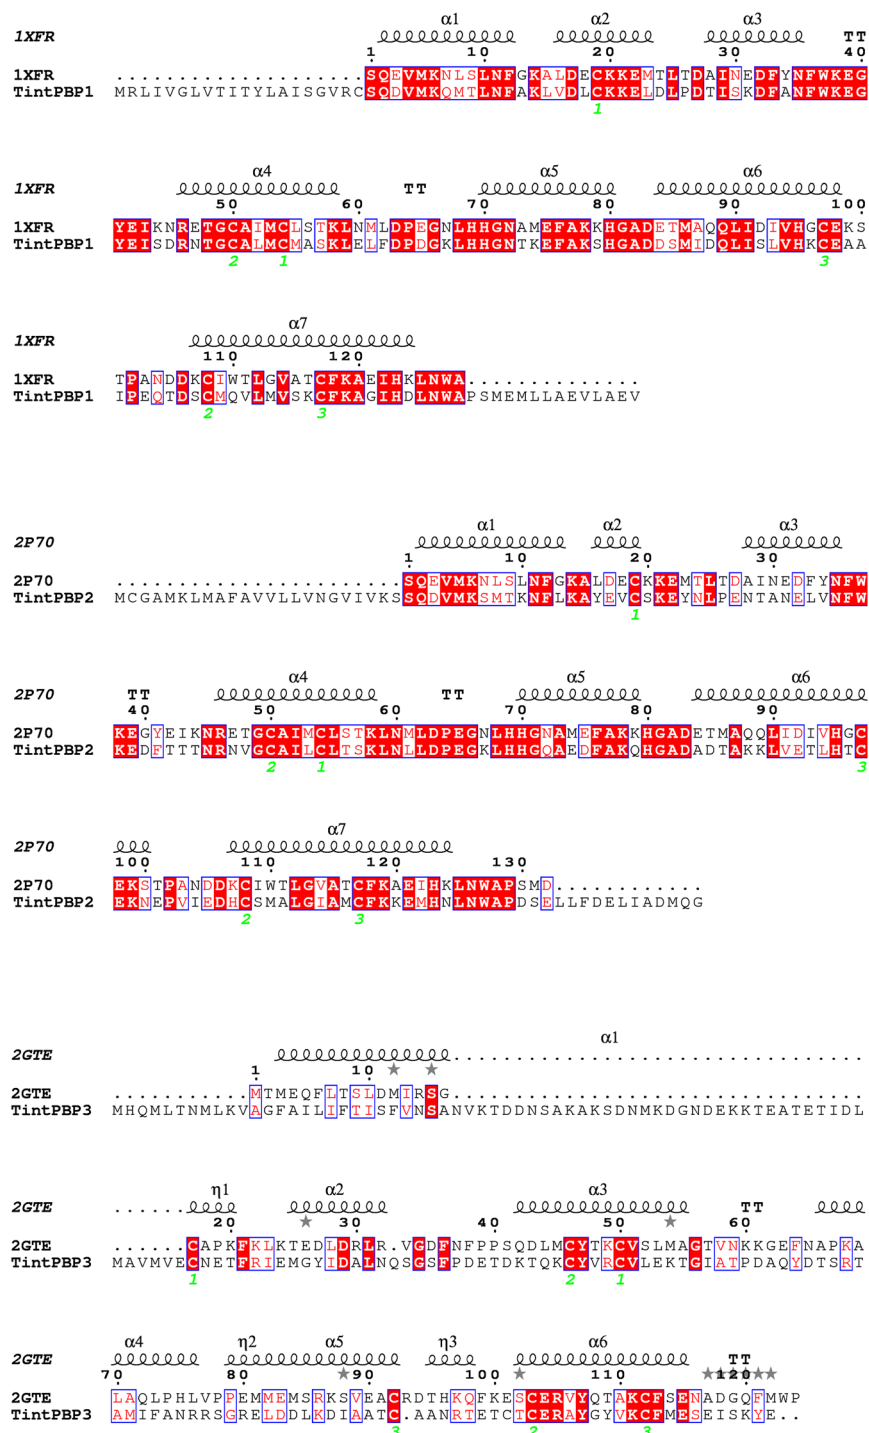 α1 α2 α3
1XFR TT
1 10 20 30 40
1XFR ....................SQEVMKNLSLNFGKALDECKKEMTLTDAINEDFYNFWKEG
TintPBP1 MRLIVGLVTITYLAISGVRCSQDVMKQMTLNFAKLVDLCKKELDLPDTISKDFANFWKEG
1
α4 α5 α6
1XFR TT
50 60 70 80 90 100
1XFR YEIKNRETGCAIMCLSTKLNMLDPEGNLHHGNAMEFAKKHGADETMAQQLIDIVHGCEKS
TintPBP1 YEISDRNTGCALMCMASKLELFDPDGKLHHGNTKEFAKSHGADDSMIDQLISLVHKCEAA
2 1 3
α7
1XFR
110 120
1XFR TPANDDKCIWTLGVATCFKAEIHKLNWA..............
TintPBP1 IPEQTDSCMQVLMVSKCFKAGIHDLNWAPSMEMLLAEVLAEV
2 3
α1 α2 α3
2P70
1 10 20 30
2P70 .......................SQEVMKNLSLNFGKALDECKKEMTLTDAINEDFYNFW
TintPBP2 MCGAMKLMAFAVVLLVNGVIVKSSQDVMKSMTKNFLKAYEVCSKEYNLPENTANELVNFW
1
α4 α5 α6
2P70 TT TT
40 50 60 70 80 90
2P70 KEGYEIKNRETGCAIMCLSTKLNMLDPEGNLHHGNAMEFAKKHGADETMAQQLIDIVHGC
TintPBP2 KEDFTTTNRNVGCAILCLTSKLNLLDPEGKLHHGQAEDFAKQHGADADTAKKLVETLHTC
2 1 3
α7
2P70
100 110 120 130
2P70 EKSTPANDDKCIWTLGVATCFKAEIHKLNWAPSMD............
TintPBP2 EKNEPVIEDHCSMALGIAMCFKKEMHNLNWAPDSELLFDELIADMQG
2 3
α1
2GTE .................................
1 10
2GTE ...........MTMEQFLTSLDMIRSG.................................
TintPBP3 MHQMLTNMLKVAGFAILIFTISFVNSANVKTDDNSAKAKSDNMKDGNDEKKTEATETIDL
η1 α2 α3
2GTE ...... TT
20 30 40 50 60
2GTE ......CAPKFKLKTEDLDRLR.VGDFNFPPSQDLMCYTKCVSLMAGTVNKKGEFNAPKA
TintPBP3 MAVMVECNETFRIEMGYIDALNQSGSFPDETDKTQKCYVRCVLEKTGIATPDAQYDTSRT
1 2 1
α4 η2 α5 η3 α6
2GTE TT
70 80 90 100 110 120
2GTE LAQLPHLVPPEMMEMSRKSVEACRDTHKQFKESCERVYQTAKCFSENADGQFMWP
TintPBP3 AMIFANRRSGRELDDLKDIAATC.AANRTETCTCERAYGYVKCFMESEISKYE..
3 2 3